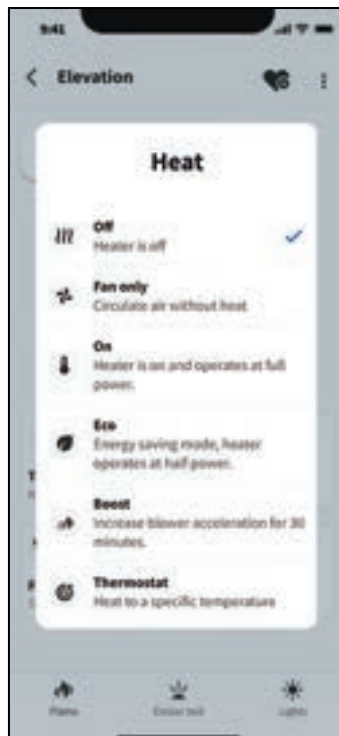 9:41
Elevation
Heat
Off
Heater is off
Fan only
Circulate air without heat
On
Heater is on and operates at full
power.
Eco
Energy saving mode, heater
operates at half power.
Boost
Increase blower acceleration for 30
minutes.
Thermostat
Heat to a specific temperature
Flame
Ember bed
Lights